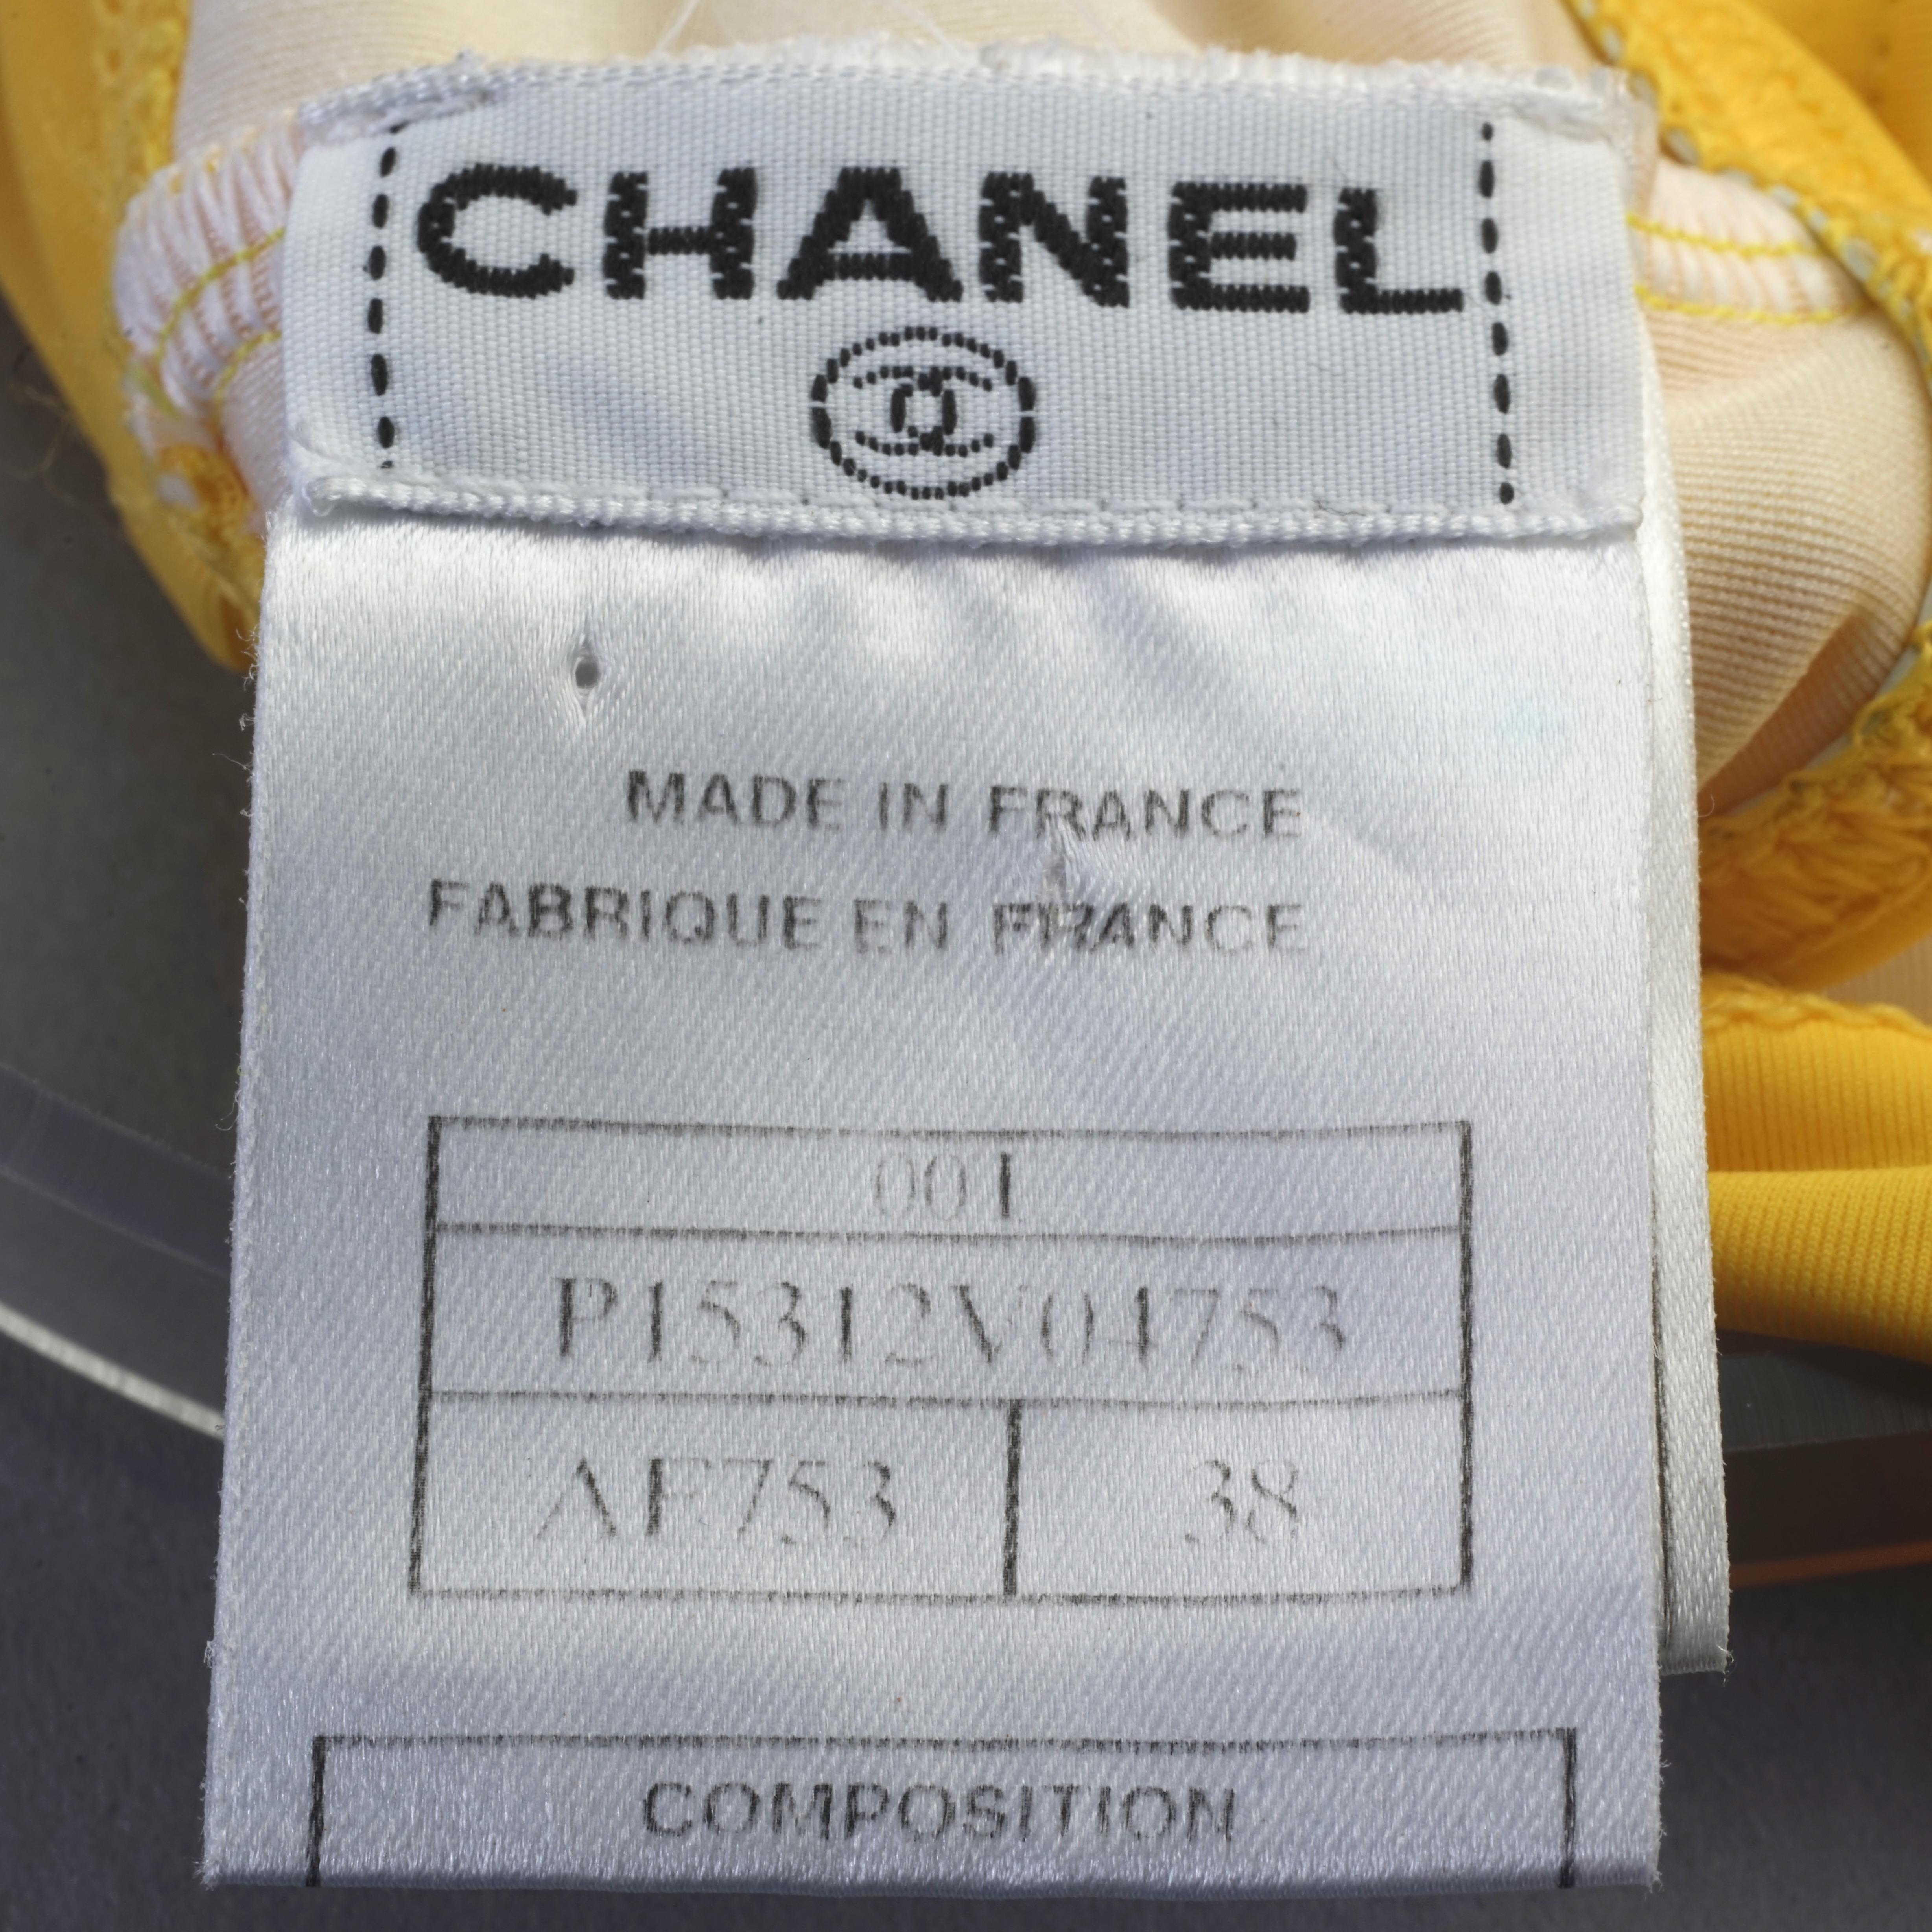 CHANEL
MADE IN FRANCE
FABRIQUE EN FRANCE
001
P15312V04753
AF753 38
COMPOSITION